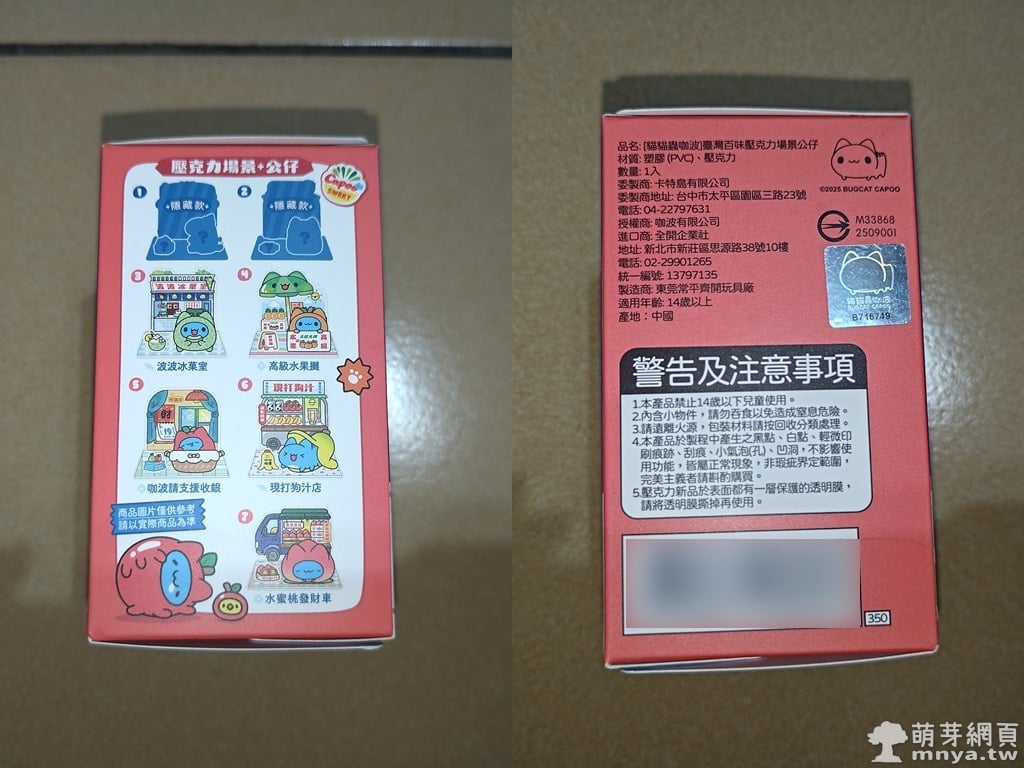 壓克力場景+公仔
Capoo
SWEET
1
2
隱藏款
?
隱藏款
?
3
4
波波冰菓室
高級水果攤
5
6
現打狗汁
咖波請支援收銀
現打狗汁店
商品圖片僅供參考
請以實際商品為準
7
水蜜桃發財車
品名: [貓貓蟲咖波]臺灣百味壓克力場景公仔
材質: 塑膠 (PVC)、壓克力
數量: 1入
委製商: 卡特島有限公司
委製商地址: 台中市太平區園區三路23號
電話: 04-22797631
授權商: 咖波有限公司
進口商: 全開企業社
地址: 新北市新莊區思源路38號10樓
電話: 02-29901265
統一編號: 13797135
製造商: 東莞常平齊開玩具廠
適用年齡: 14歲以上
產地: 中國
©2025 BUGCAT CAPOO
M33868
2509001
貓貓蟲咖波
BUGCAT CAPOO
B716749
警告及注意事項
1.本產品禁止14歲以下兒童使用。
2.內含小物件，請勿吞食以免造成窒息危險。
3.請遠離火源，包裝材料請按回收分類處理。
4.本產品於製程中產生之黑點、白點、輕微印
刷痕跡、刮痕、小氣泡(孔)、凹洞，不影響使
用功能，皆屬正常現象，非瑕疵界定範圍，
完美主義者請斟酌購買。
5.壓克力新品於表面都有一層保護的透明膜，
請將透明膜撕掉再使用。
350
萌芽網頁
mnya.tw